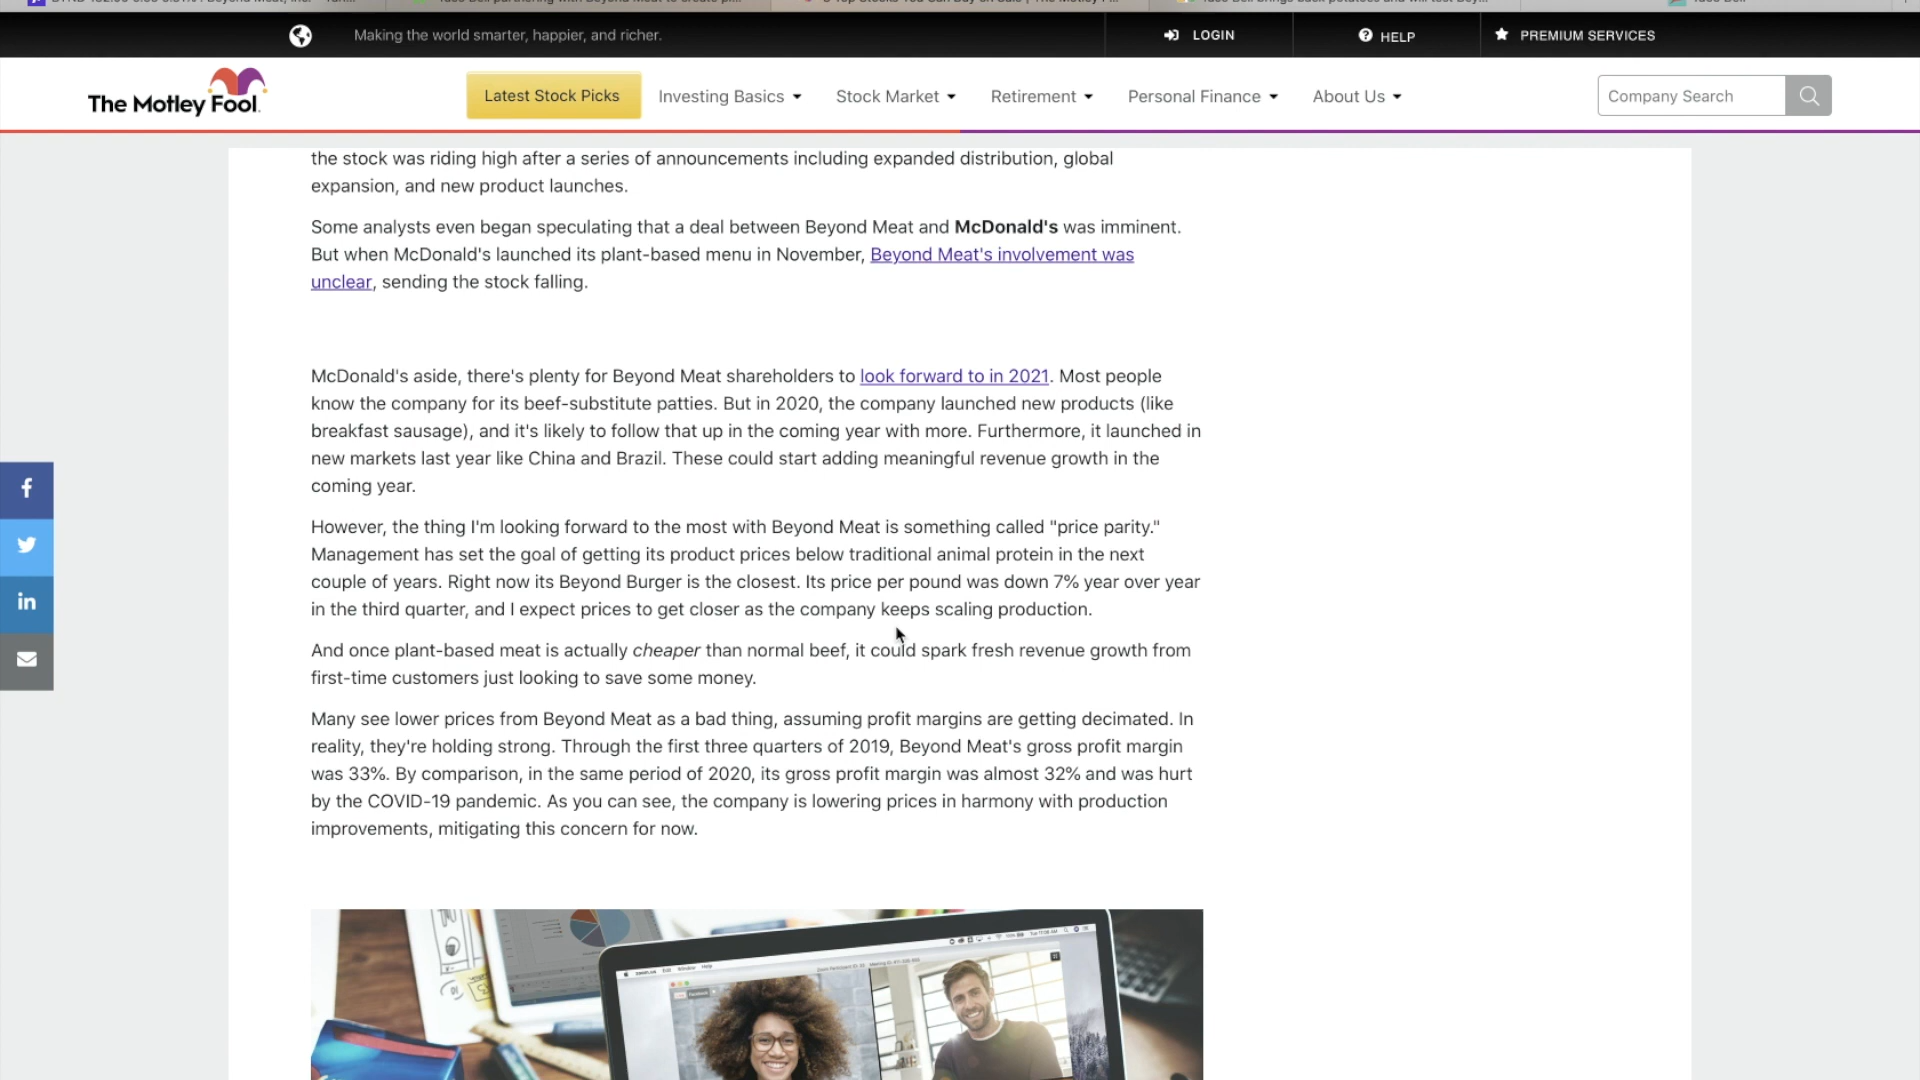 Making the world smarter, happier, and richer.
LOGIN
HELP
PREMIUM SERVICES
The Motley Fool.
Latest Stock Picks
Investing Basics
Stock Market
Retirement
Personal Finance
About Us
Company Search
the stock was riding high after a series of announcements including expanded distribution, global
expansion, and new product launches.
Some analysts even began speculating that a deal between Beyond Meat and McDonald's was imminent.
But when McDonald's launched its plant-based menu in November, Beyond Meat's involvement was
unclear, sending the stock falling.
McDonald's aside, there's plenty for Beyond Meat shareholders to look forward to in 2021. Most people
know the company for its beef-substitute patties. But in 2020, the company launched new products (like
breakfast sausage), and it's likely to follow that up in the coming year with more. Furthermore, it launched in
new markets last year like China and Brazil. These could start adding meaningful revenue growth in the
coming year.
However, the thing I'm looking forward to the most with Beyond Meat is something called "price parity."
Management has set the goal of getting its product prices below traditional animal protein in the next
couple of years. Right now its Beyond Burger is the closest. Its price per pound was down 7% year over year
in the third quarter, and I expect prices to get closer as the company keeps scaling production.
And once plant-based meat is actually cheaper than normal beef, it could spark fresh revenue growth from
first-time customers just looking to save some money.
Many see lower prices from Beyond Meat as a bad thing, assuming profit margins are getting decimated. In
reality, they're holding strong. Through the first three quarters of 2019, Beyond Meat's gross profit margin
was 33%. By comparison, in the same period of 2020, its gross profit margin was almost 32% and was hurt
by the COVID-19 pandemic. As you can see, the company is lowering prices in harmony with production
improvements, mitigating this concern for now.